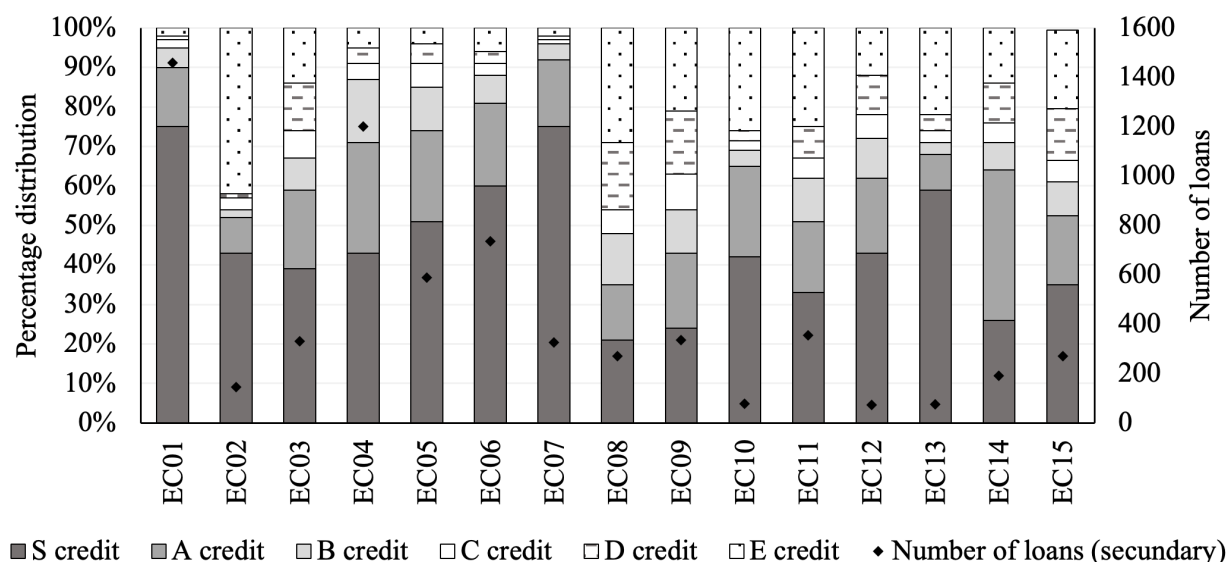 Percentage distribution
100%
90%
80%
70%
60%
50%
40%
30%
20%
10%
0%
1600
1400
1200
1000
800
600
400
200
0
Number of loans
EC01
EC02
EC03
EC04
EC05
EC06
EC07
EC08
EC09
EC10
EC11
EC12
EC13
EC14
EC15
S credit A credit B credit C credit D credit E credit Number of loans (secundary)